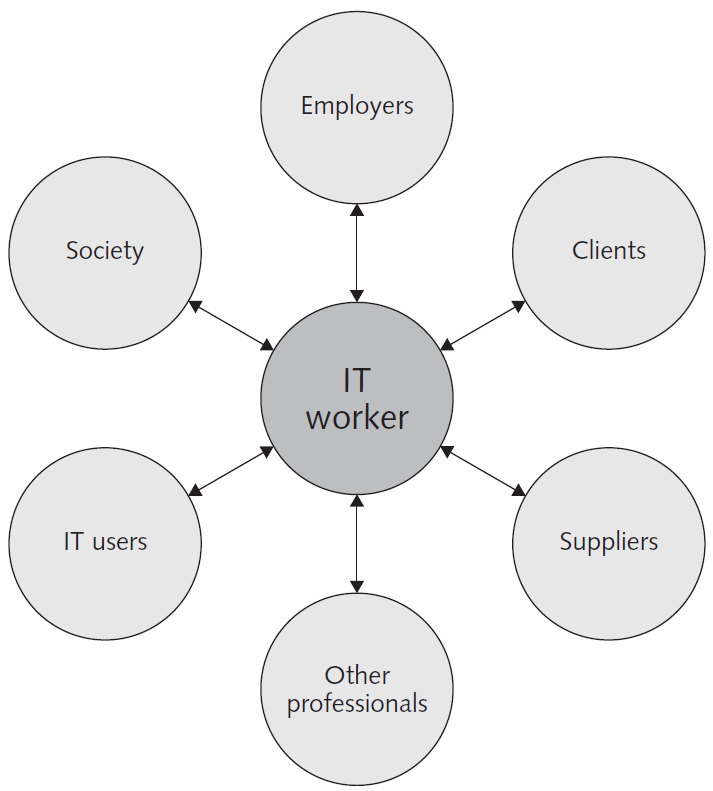 Employers
Society
Clients
IT
worker
IT users
Suppliers
Other
professionals